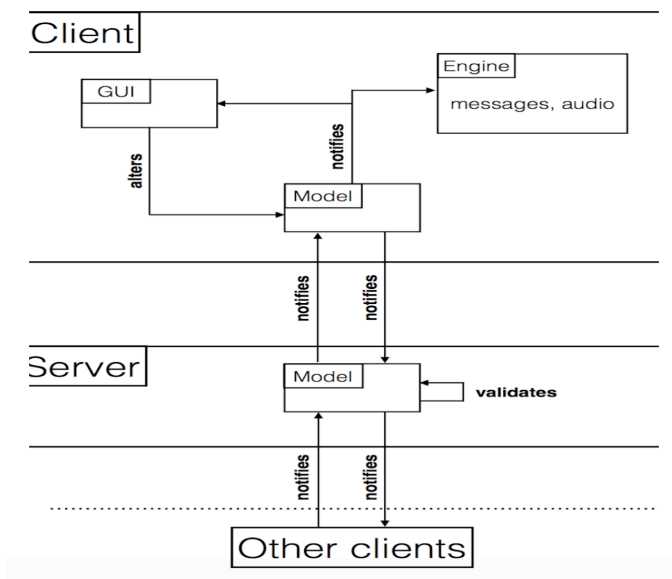 Client
GUI
Engine
messages, audio
alters
notifies
Model
notifies
notifies
Server
Model
validates
notifies
notifies
Other clients